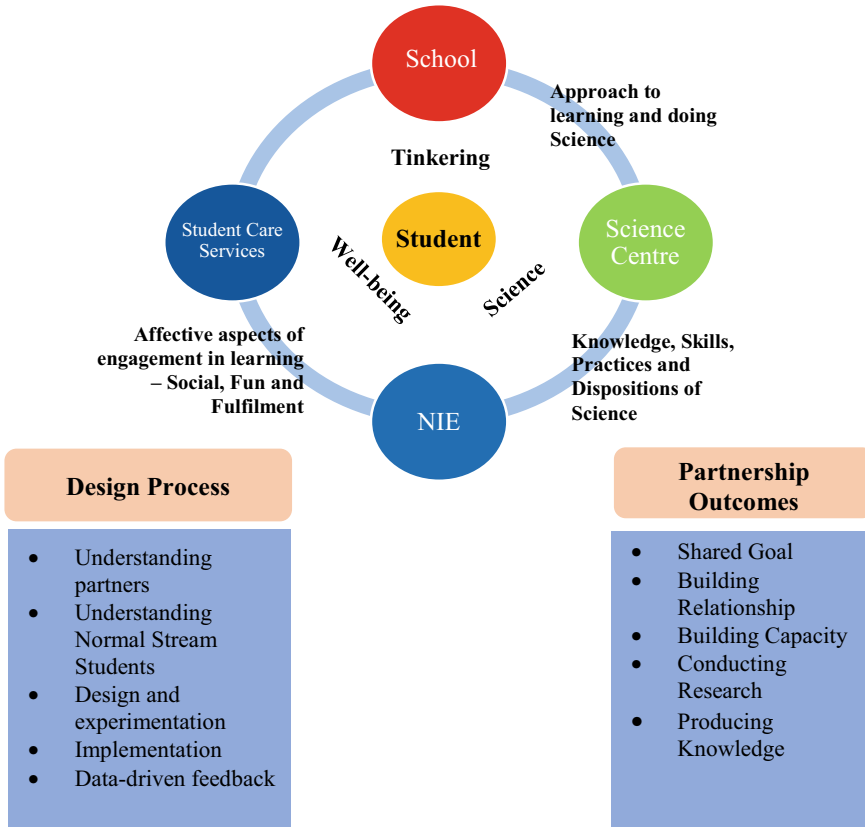 School
Approach to
learning and doing
Science
Tinkering
Student Care
Services
Student
Science
Centre
Well-being
Science
Affective aspects of
engagement in learning
– Social, Fun and
Fulfilment
Knowledge, Skills,
Practices and
Dispositions of
Science
NIE
Design Process
• Understanding
partners
• Understanding
Normal Stream
Students
• Design and
experimentation
• Implementation
• Data-driven feedback
Partnership
Outcomes
• Shared Goal
• Building
Relationship
• Building Capacity
• Conducting
Research
• Producing
Knowledge